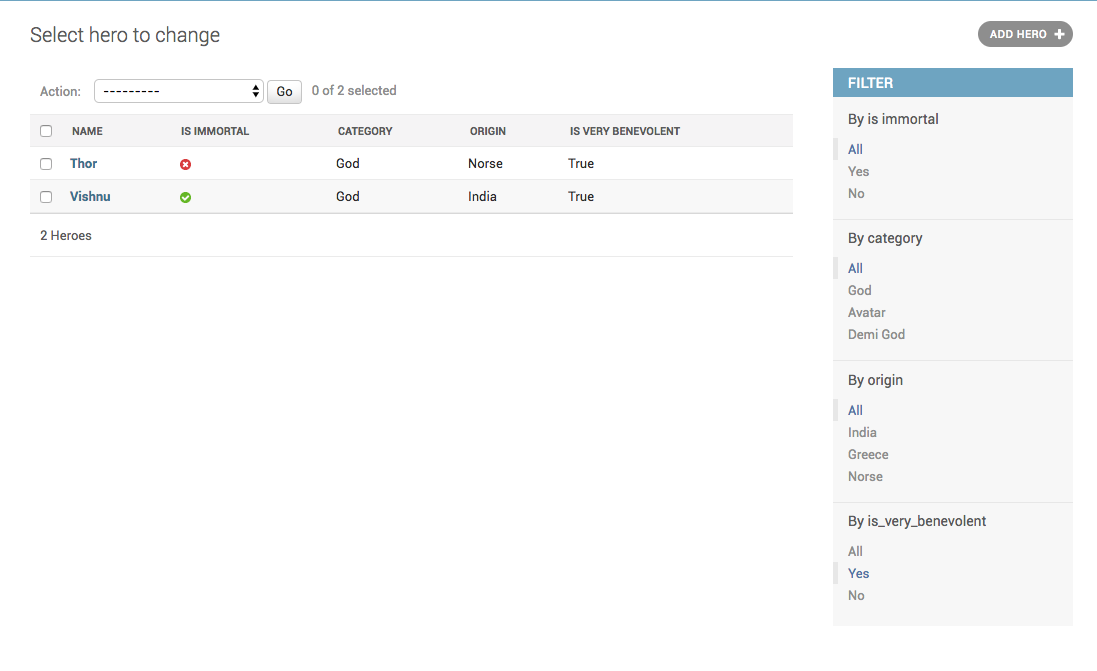 Select hero to change
ADD HERO +
Action: --------- Go 0 of 2 selected
NAME IS IMMORTAL CATEGORY ORIGIN IS VERY BENEVOLENT
Thor God Norse True
Vishnu God India True
2 Heroes
FILTER
By is immortal
All
Yes
No
By category
All
God
Avatar
Demi God
By origin
All
India
Greece
Norse
By is_very_benevolent
All
Yes
No